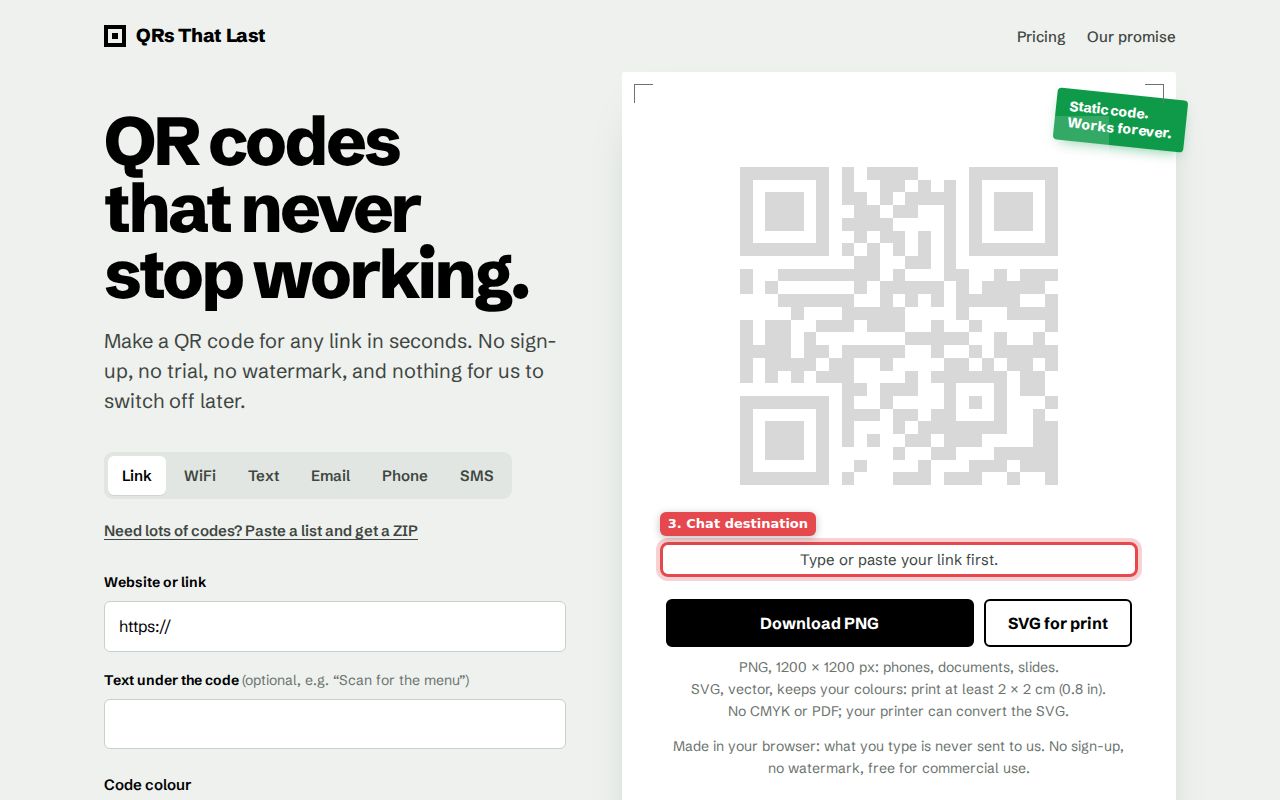 QRs That Last
Pricing
Our promise
QR codes
that never
stop working.
Make a QR code for any link in seconds. No sign-
up, no trial, no watermark, and nothing for us to
switch off later.
Link
WiFi
Text
Email
Phone
SMS
Need lots of codes? Paste a list and get a ZIP
Website or link
https://
Text under the code (optional, e.g. “Scan for the menu”)
Code colour
Static code.
Works forever.
3. Chat destination
Type or paste your link first.
Download PNG
SVG for print
PNG, 1200 × 1200 px: phones, documents, slides.
SVG, vector, keeps your colours: print at least 2 × 2 cm (0.8 in).
No CMYK or PDF; your printer can convert the SVG.
Made in your browser: what you type is never sent to us. No sign-up,
no watermark, free for commercial use.